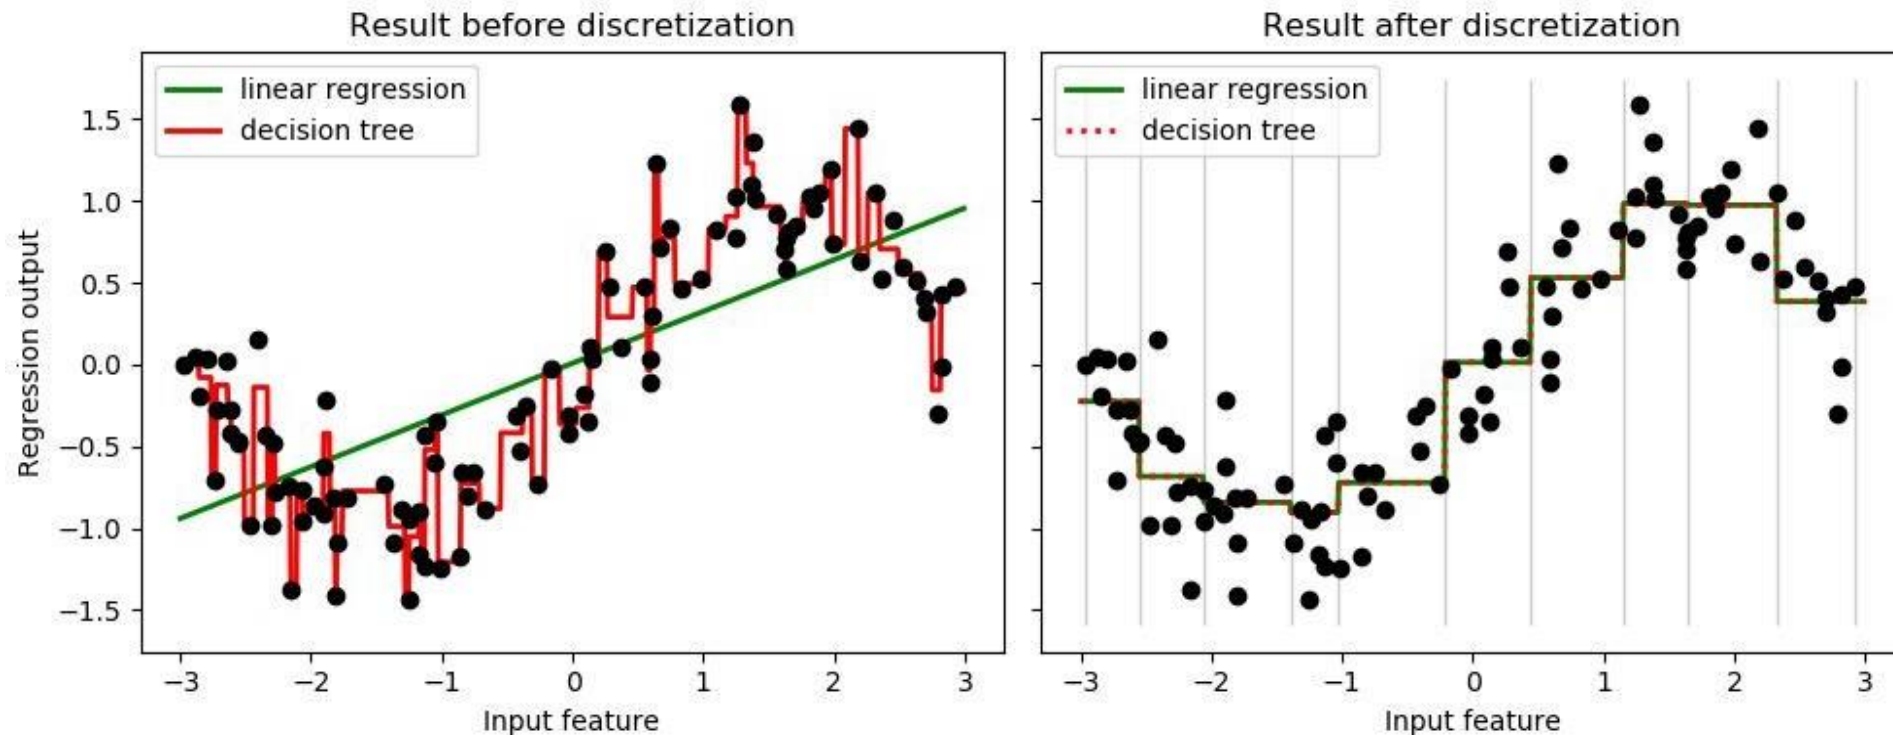 Result before discretization
Result after discretization
linear regression
decision tree
linear regression
decision tree
1.5
1.0
0.5
0.0
−0.5
−1.0
−1.5
Regression output
−3
−2
−1
0
1
2
3
−3
−2
−1
0
1
2
3
Input feature
Input feature